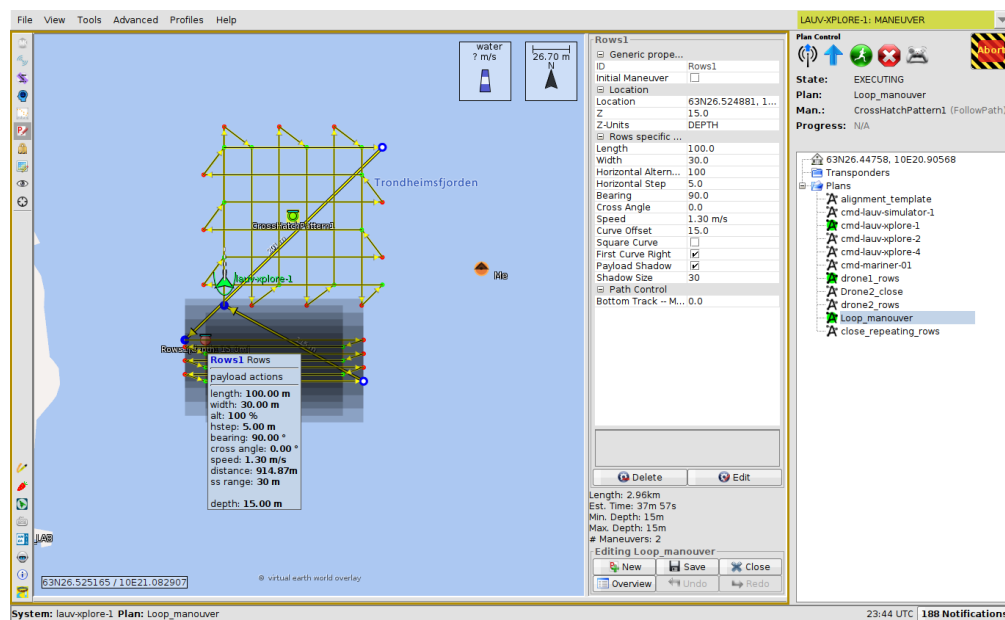 File View Tools Advanced Profiles Help
LAUV-XPLORE-1: MANEUVER
water
? m/s
26.70 m
N
Trondheimsfjorden
CrossHatchPattern1
lauv-xplore-1
Me
Rows1
Rows1 Rows
payload actions
length: 100.00 m
width: 30.00 m
alt: 100 %
hstep: 5.00 m
bearing: 90.00 °
cross angle: 0.00 °
speed: 1.30 m/s
distance: 914.87m
ss range: 30 m
depth: 15.00 m
_LAB
63N26.525165 / 10E21.082907
© virtual earth world overlay
Rows1
Generic prope...
ID Rows1
Initial Maneuver
Location
Location 63N26.524881, 1...
Z 15.0
Z-Units DEPTH
Rows specific ...
Length 100.0
Width 30.0
Horizontal Altern... 100
Horizontal Step 5.0
Bearing 90.0
Cross Angle 0.0
Speed 1.30 m/s
Curve Offset 15.0
Square Curve
First Curve Right
Payload Shadow
Shadow Size 30
Path Control
Bottom Track -- M... 0.0
Delete Edit
Length: 2.96km
Est. Time: 37m 57s
Min. Depth: 15m
Max. Depth: 15m
# Maneuvers: 2
Editing Loop_manouver
New Save Close
Overview Undo Redo
Plan Control
Abort
State: EXECUTING
Plan: Loop_manouver
Man.: CrossHatchPattern1 (FollowPath)
Progress: N/A
63N26.44758, 10E20.90568
Transponders
Plans
alignment_template
cmd-lauv-simulator-1
cmd-lauv-xplore-1
cmd-lauv-xplore-2
cmd-lauv-xplore-4
cmd-mariner-01
drone1_rows
Drone2_close
drone2_rows
Loop_manouver
close_repeating_rows
System: lauv-xplore-1 Plan: Loop_manouver
23:44 UTC 188 Notifications